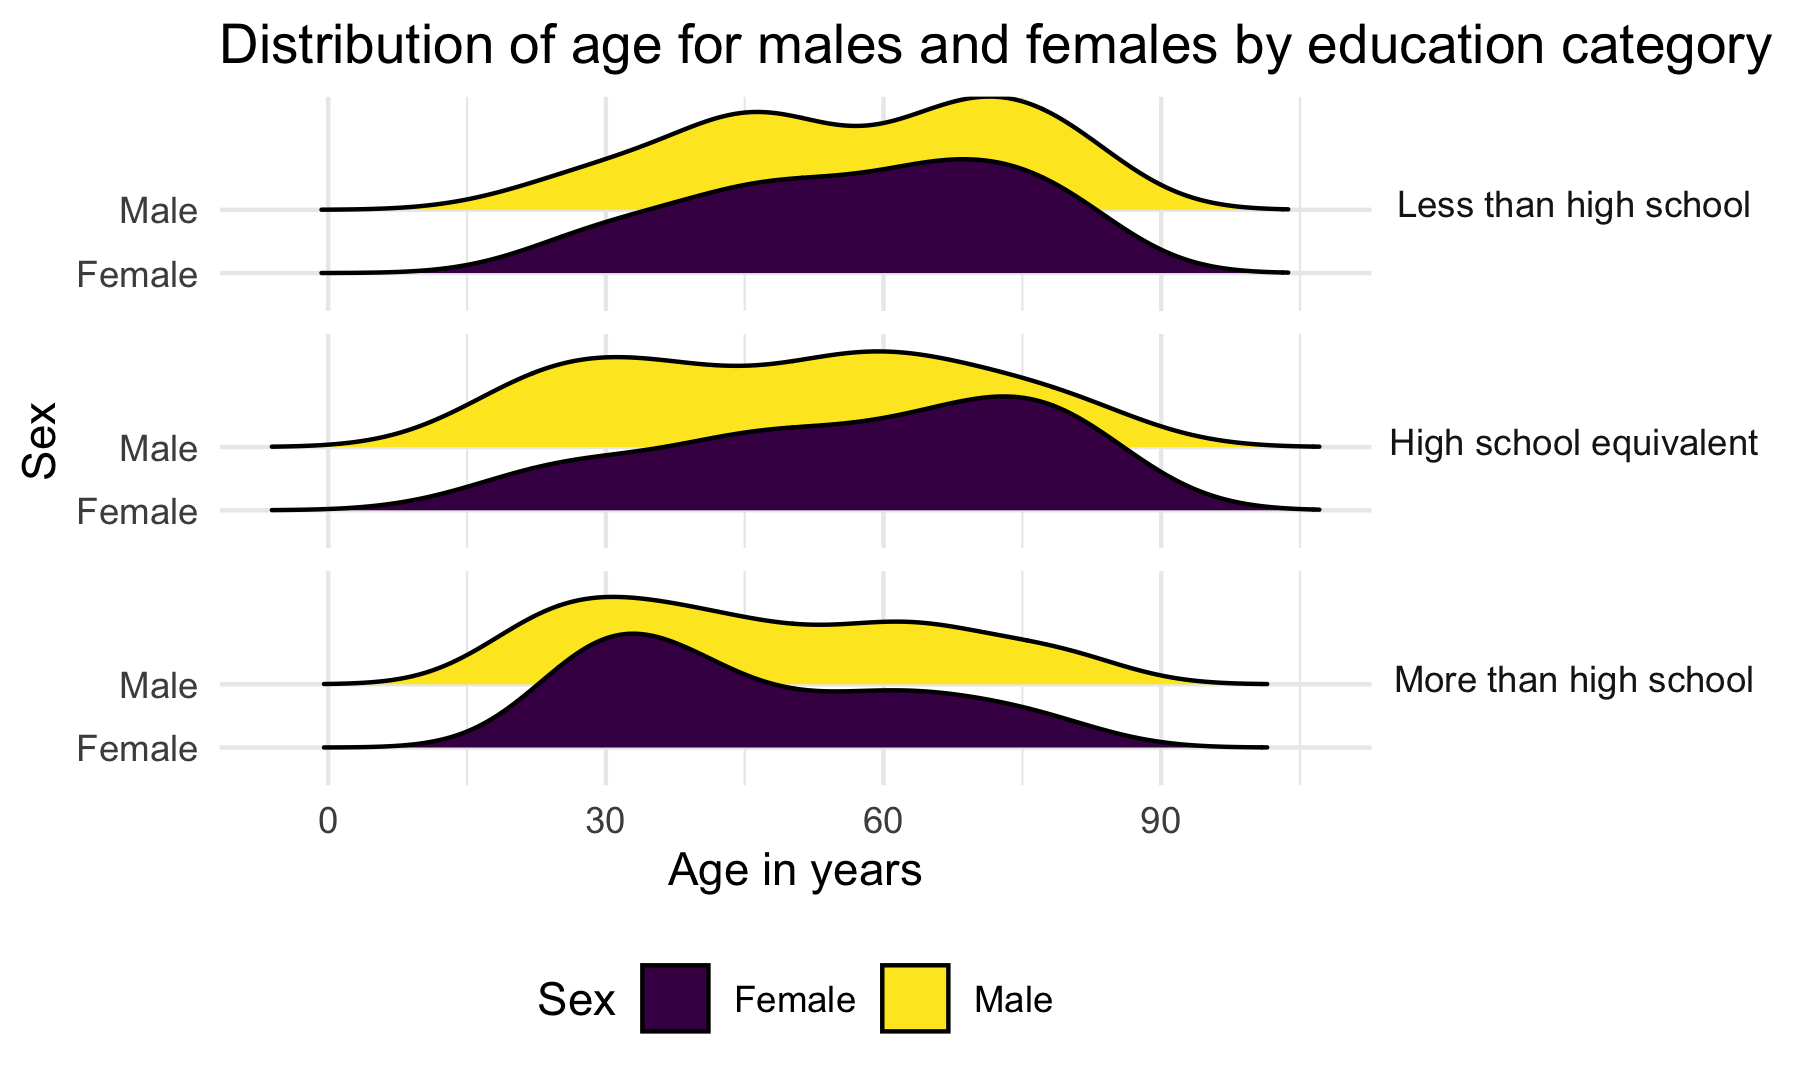 Distribution of age for males and females by education category
Sex
Male
Female
Less than high school
Male
Female
High school equivalent
Male
Female
More than high school
0 30 60 90
Age in years
Sex Female Male